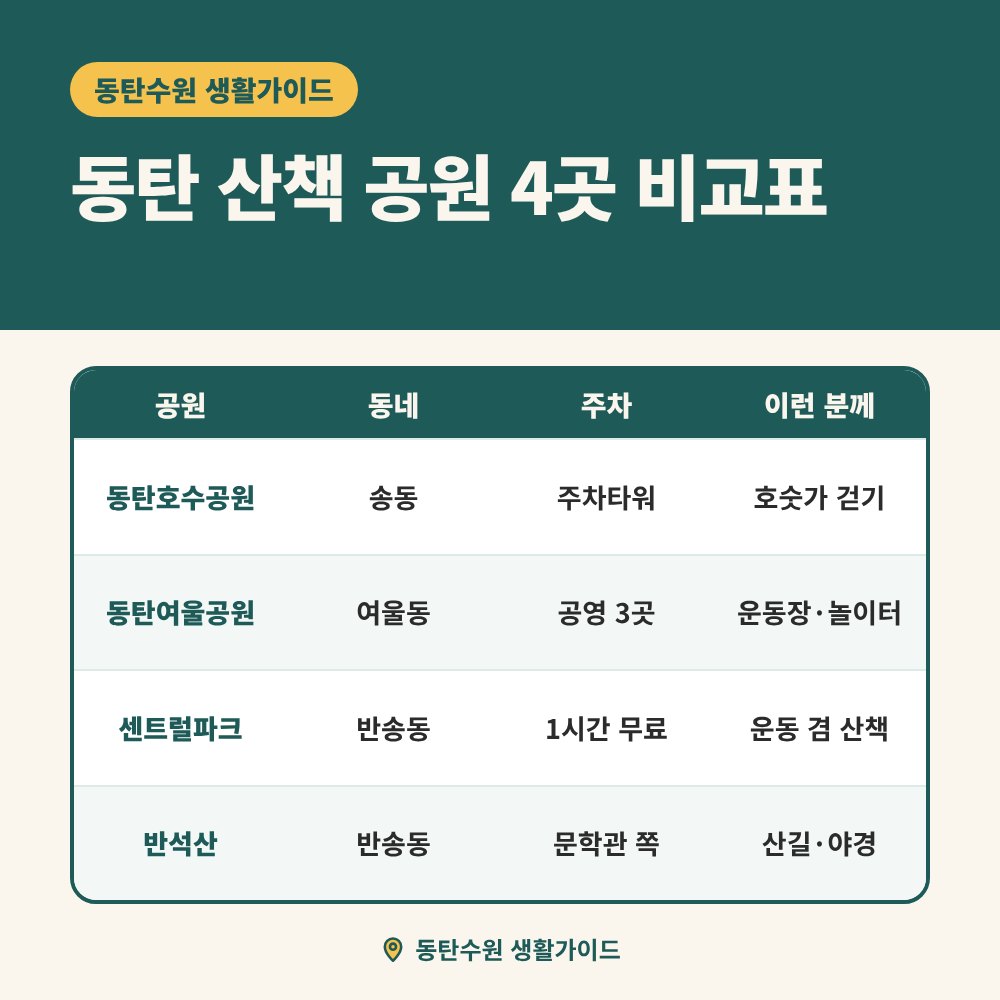 동탄수원 생활가이드
동탄 산책 공원 4곳 비교표
공원 동네 주차 이런 분께
동탄호수공원 송동 주차타워 호숫가 걷기
동탄여울공원 여울동 공영 3곳 운동장·놀이터
센트럴파크 반송동 1시간 무료 운동 겸 산책
반석산 반송동 문학관 쪽 산길·야경
동탄수원 생활가이드